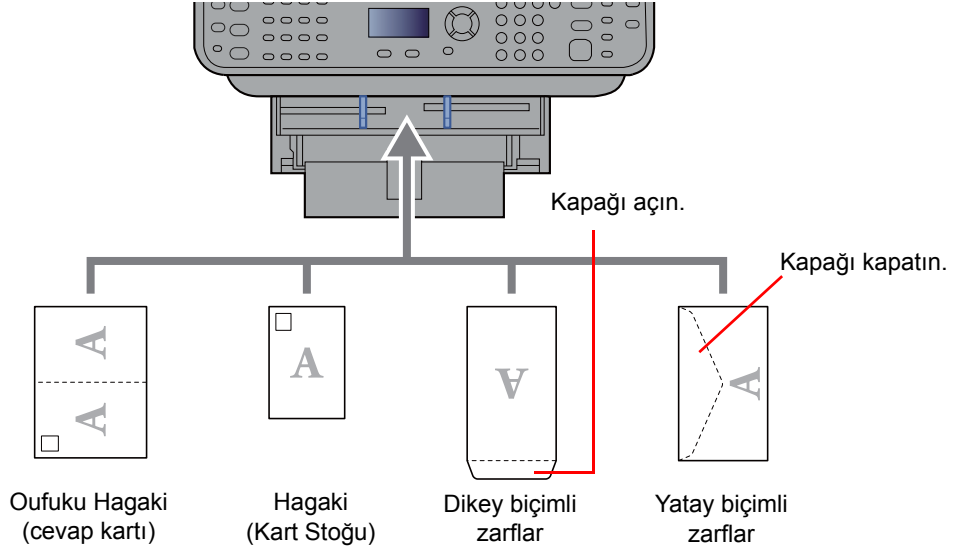 Kapağı açın.
Kapağı kapatın.
A
A
A
A
A
Oufuku Hagaki
(cevap kartı)
Hagaki
(Kart Stoğu)
Dikey biçimli
zarflar
Yatay biçimli
zarflar